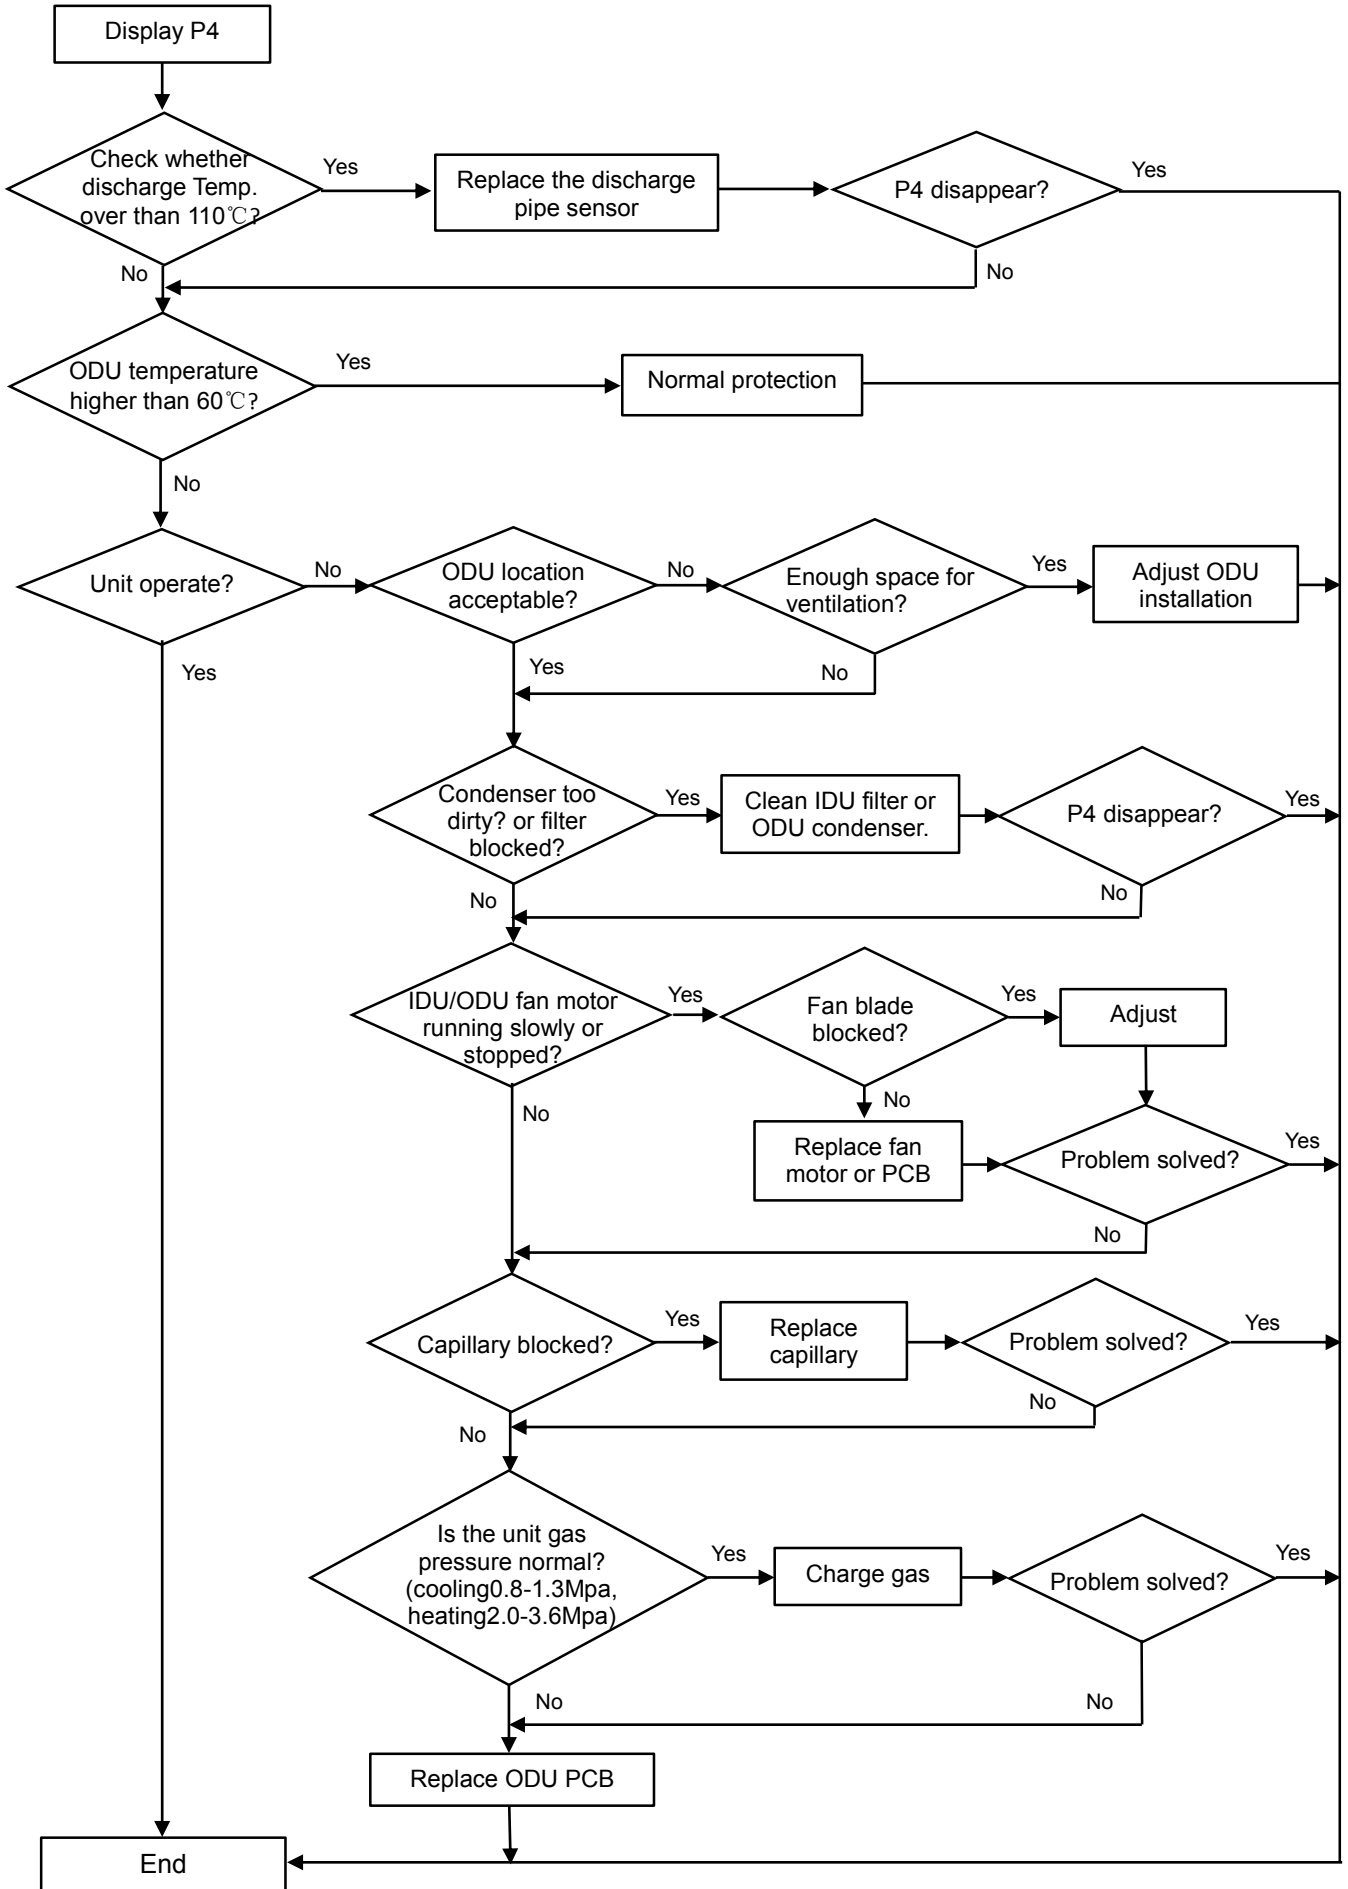 Display P4
Check whether
discharge Temp.
over than 110℃?
Yes
Replace the discharge
pipe sensor
P4 disappear?
Yes
No
No
ODU temperature
higher than 60℃?
Yes
Normal protection
No
Unit operate?
No
ODU location
acceptable?
No
Enough space for
ventilation?
Yes
Adjust ODU
installation
Yes
Yes
No
Condenser too
dirty? or filter
blocked?
Yes
Clean IDU filter or
ODU condenser.
P4 disappear?
Yes
No
No
IDU/ODU fan motor
running slowly or
stopped?
Yes
Fan blade
blocked?
Yes
Adjust
No
No
Replace fan
motor or PCB
Problem solved?
Yes
No
Capillary blocked?
Yes
Replace
capillary
Problem solved?
Yes
No
No
Is the unit gas
pressure normal?
(cooling0.8-1.3Mpa,
heating2.0-3.6Mpa)
Yes
Charge gas
Problem solved?
Yes
No
No
Replace ODU PCB
End